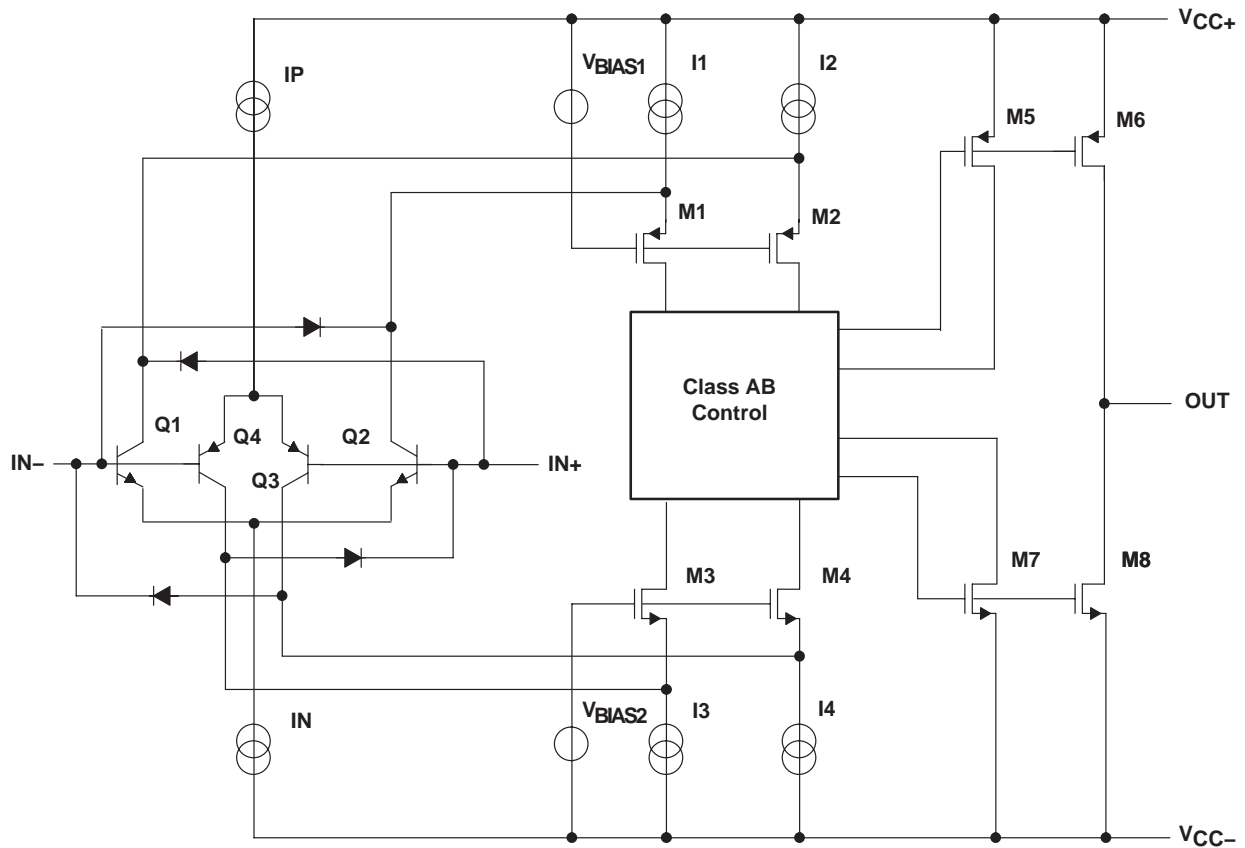 VCC+
IP
VBIAS1
I1
I2
M5
M6
M1
M2
Class AB
Control
OUT
Q1
Q4
Q2
IN−
Q3
IN+
M3
M4
M7
M8
IN
VBIAS2
I3
I4
VCC−